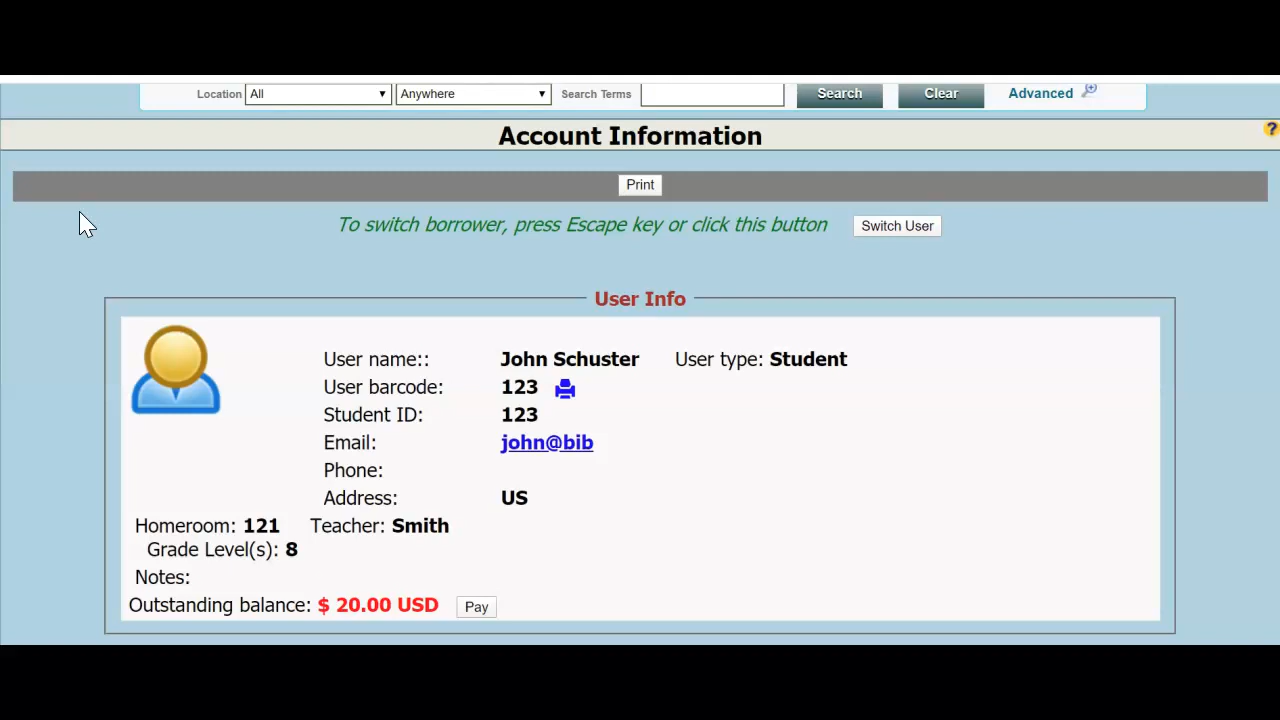 Location All Anywhere Search Terms Search Clear Advanced
Account Information ?
Print
To switch borrower, press Escape key or click this button Switch User
User Info
User name:: John Schuster User type: Student
User barcode: 123
Student ID: 123
Email: john@bib
Phone:
Address: US
Homeroom: 121 Teacher: Smith
Grade Level(s): 8
Notes:
Outstanding balance: $ 20.00 USD Pay